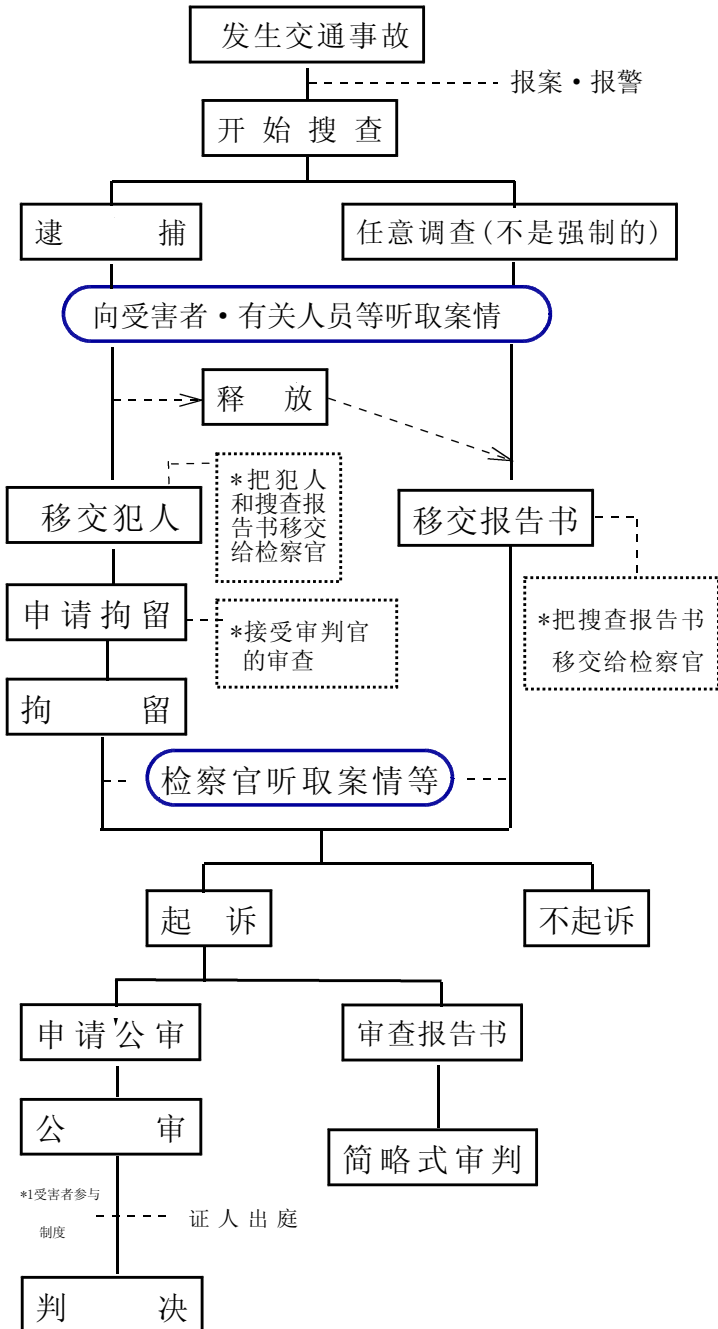 发生交通事故
报案・报警
开始搜查
逮捕
任意调查(不是强制的)
向受害者・有关人员等听取案情
释放
*把犯人
和搜查报
告书移交
给检察官
移交犯人
移交报告书
申请拘留
*接受审判官
的审查
*把搜查报告书
移交给检察官
拘留
检察官听取案情等
起诉
不起诉
申请'公审
审查报告书
公审
简略式审判
*1受害者参与
制度
证人出庭
判决